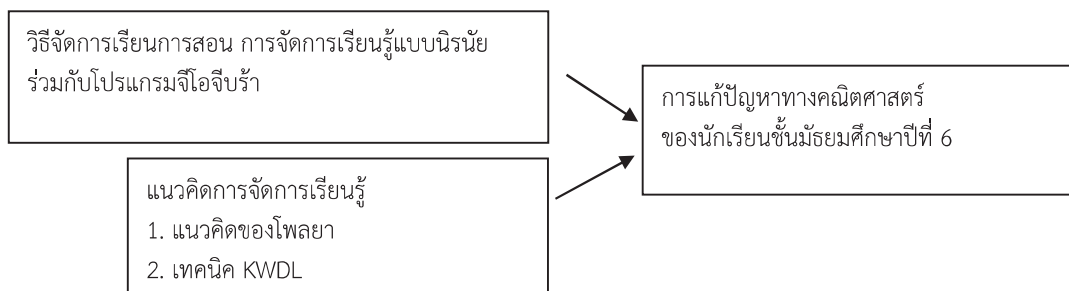 วิธีจัดการเรียนการสอน การจัดการเรียนรู้แบบนิรนัย
ร่วมกับโปรแกรมจีโอจีบร้า
การแก้ปัญหาทางคณิตศาสตร์
ของนักเรียนชั้นมัธยมศึกษาปีที่ 6
แนวคิดการจัดการเรียนรู้
1. แนวคิดของโพลยา
2. เทคนิค KWDL